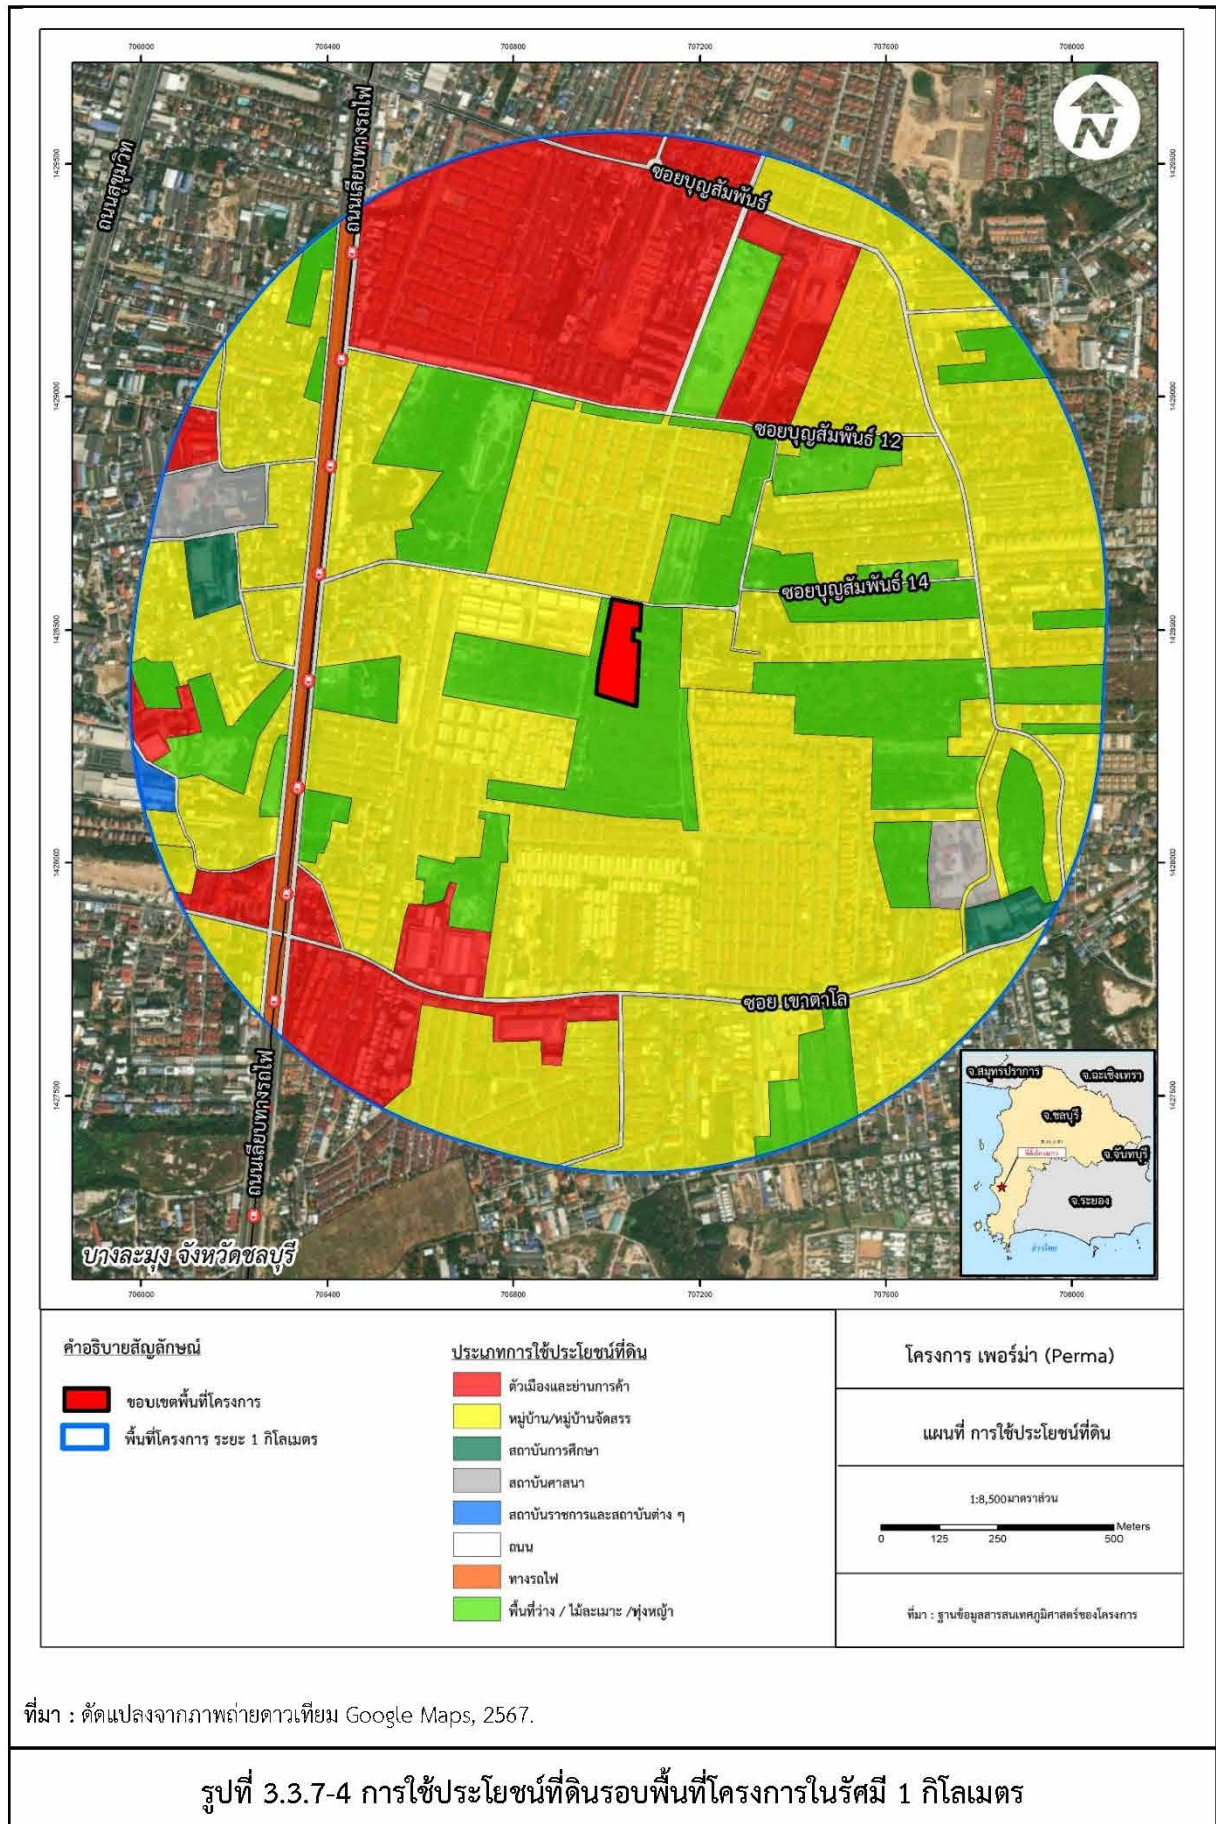 706000 706400 706800 707200 707600 708000
1429500 1429500
1429000 1429000
1428500 1428500
1428000 1428000
1427500 1427500
N
ถนนสุขุมวิท
ถนนเลียบทางรถไฟ
ซอยบุญสัมพันธ์
ซอยบุญสัมพันธ์ 12
ซอยบุญสัมพันธ์ 14
ซอย เขาตาโล
ถนนเลียบทางรถไฟ
บางละมุง จังหวัดชลบุรี
จ.สมุทรปราการ
จ.ฉะเชิงเทรา
จ.ชลบุรี
จ.จันทบุรี
จ.ระยอง
706000 706400 706800 707200 707600 708000
คำอธิบายสัญลักษณ์
ขอบเขตพื้นที่โครงการ
พื้นที่โครงการ ระยะ 1 กิโลเมตร
ประเภทการใช้ประโยชน์ที่ดิน
ตัวเมืองและย่านการค้า
หมู่บ้าน/หมู่บ้านจัดสรร
สถาบันการศึกษา
สถาบันศาสนา
สถาบันราชการและสถาบันต่าง ๆ
ถนน
ทางรถไฟ
พื้นที่ว่าง / ไม้ละเมาะ /ทุ่งหญ้า
โครงการ เพอร์ม่า (Perma)
แผนที่ การใช้ประโยชน์ที่ดิน
1:8,500มาตราส่วน
Meters
0 125 250 500
ที่มา : ฐานข้อมูลสารสนเทศภูมิศาสตร์ของโครงการ
ที่มา : ดัดแปลงจากภาพถ่ายดาวเทียม Google Maps, 2567.
รูปที่ 3.3.7-4 การใช้ประโยชน์ที่ดินรอบพื้นที่โครงการในรัศมี 1 กิโลเมตร